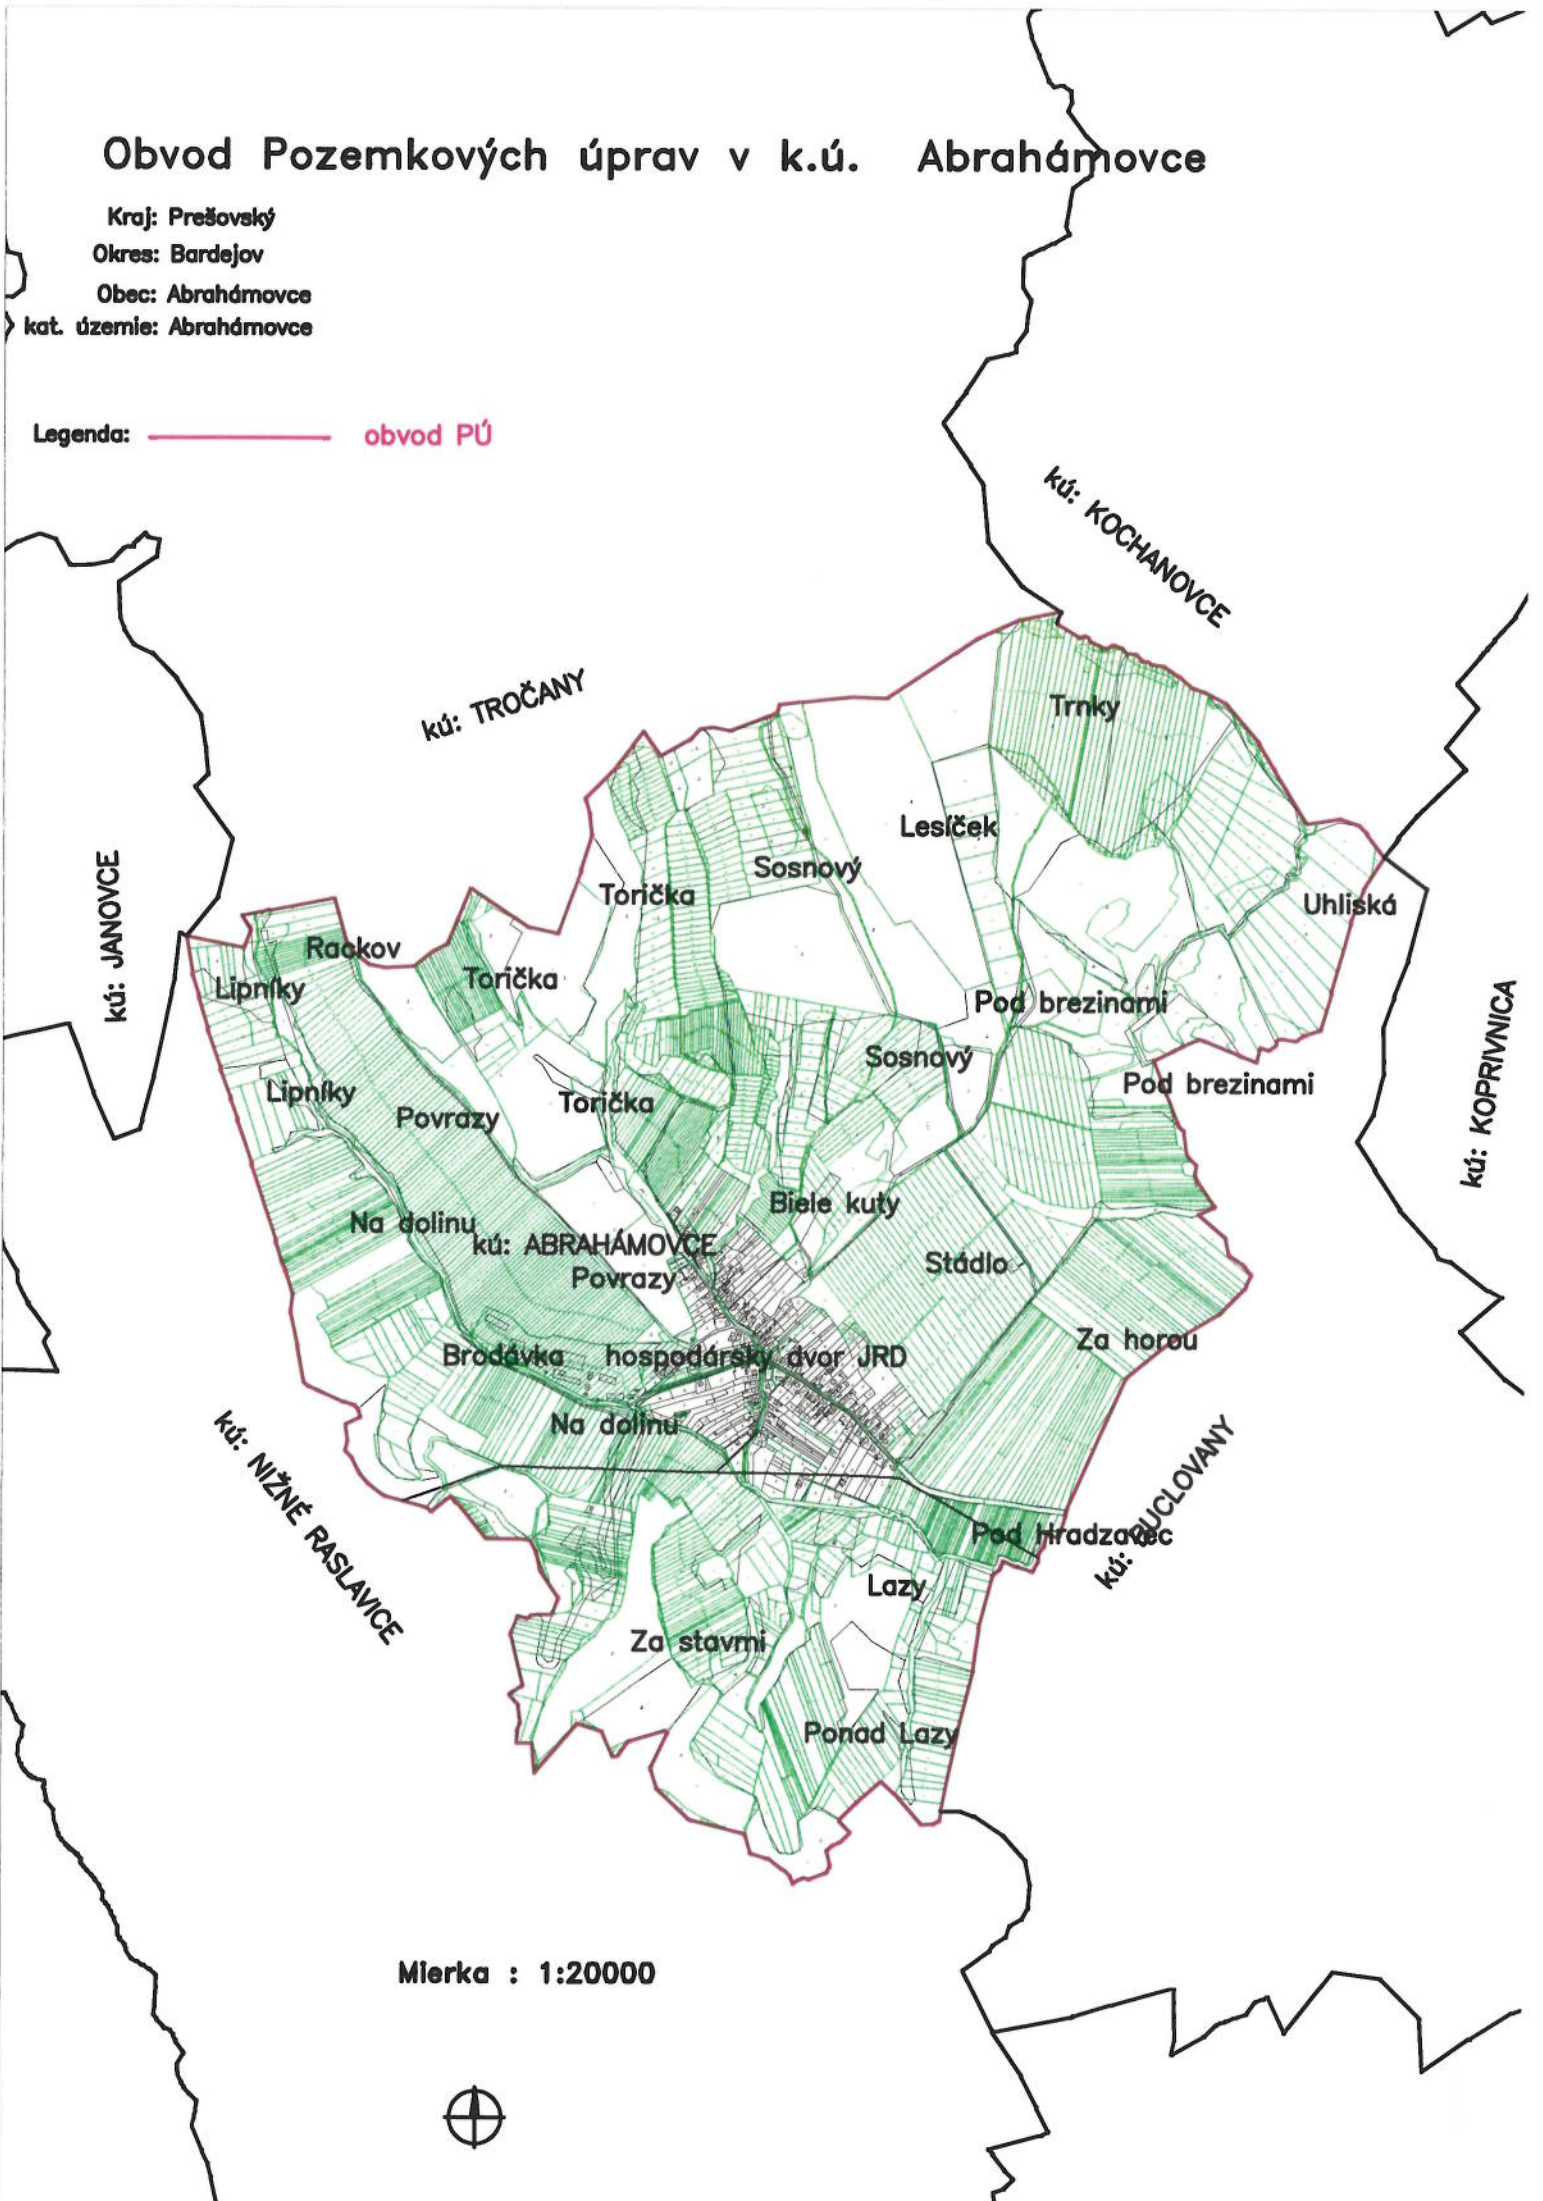 Obvod Pozemkových úprav v k.ú. Abrahámovce
Kraj: Prešovský
Okres: Bardejov
Obec: Abrahámovce
kat. územie: Abrahámovce
Legenda: obvod PÚ
kú: KOCHANOVCE
kú: TROČANY
Trnky
Lesíček
Sosnový
Torička
Uhliská
kú: JANOVCE
Rackov
Torička
Lipníky
Pod brezinami
kú: KOPRIVNICA
Sosnový
Pod brezinami
Lipníky
Torička
Povrazy
Biele kuty
Na dolinu
kú: ABRAHÁMOVCE
Stádlo
Povrazy
Za horou
Brodávka
hospodársky dvor JRD
Na dolinu
kú: NIŽNÉ RASLAVICE
kú: BUCLOVANY
Pod Hradzavec
Lazy
Za stavmi
Ponad Lazy
Mierka : 1:20000